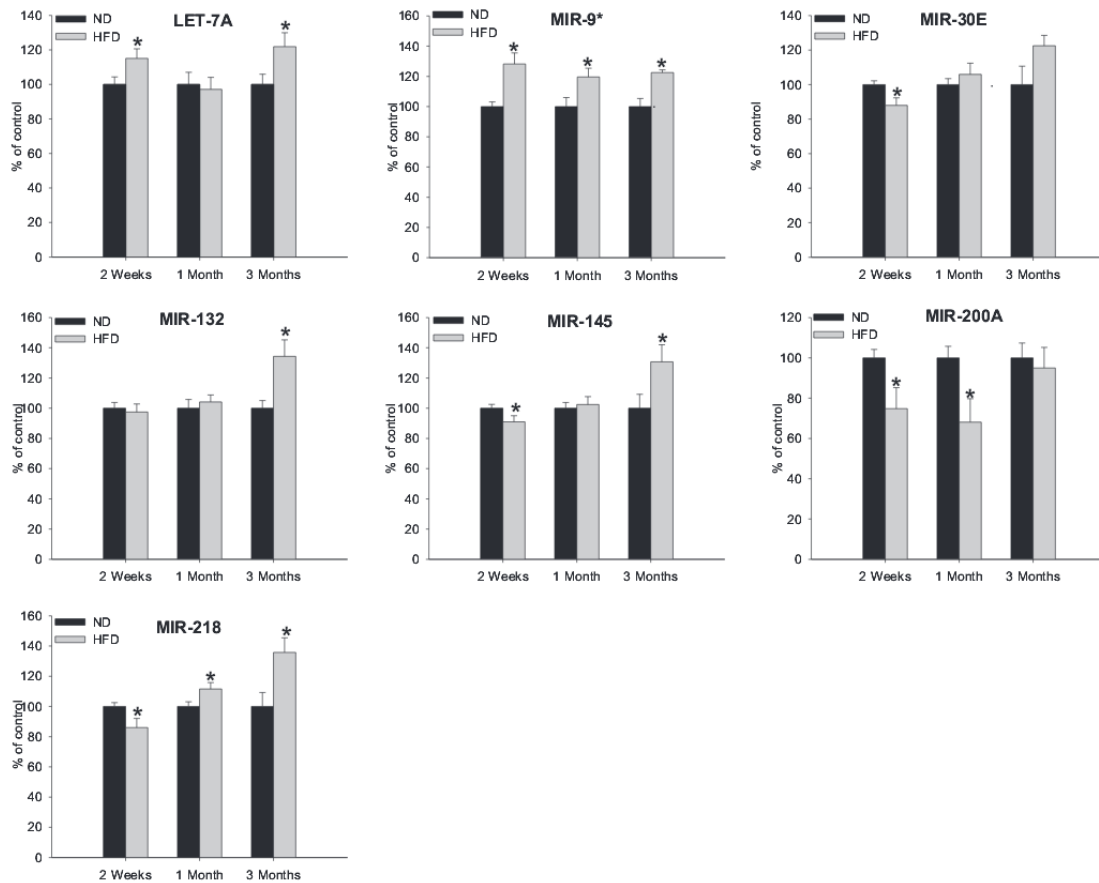 LET-7A
ND
HFD
140
120
100
80
60
40
20
0
% of control
*
*
2 Weeks 1 Month 3 Months
MIR-9*
ND
HFD
160
140
120
100
80
60
40
20
0
% of control
*
*
*
2 Weeks 1 Month 3 Months
MIR-30E
ND
HFD
140
120
100
80
60
40
20
0
% of control
*
2 Weeks 1 Month 3 Months
MIR-132
ND
HFD
160
140
120
100
80
60
40
20
0
% of control
*
2 Weeks 1 Month 3 Months
MIR-145
ND
HFD
160
140
120
100
80
60
40
20
0
% of control
*
*
2 Weeks 1 Month 3 Months
MIR-200A
ND
HFD
120
100
80
60
40
20
0
% of control
*
*
2 Weeks 1 Month 3 Months
MIR-218
ND
HFD
160
140
120
100
80
60
40
20
0
% of control
*
*
*
2 Weeks 1 Month 3 Months